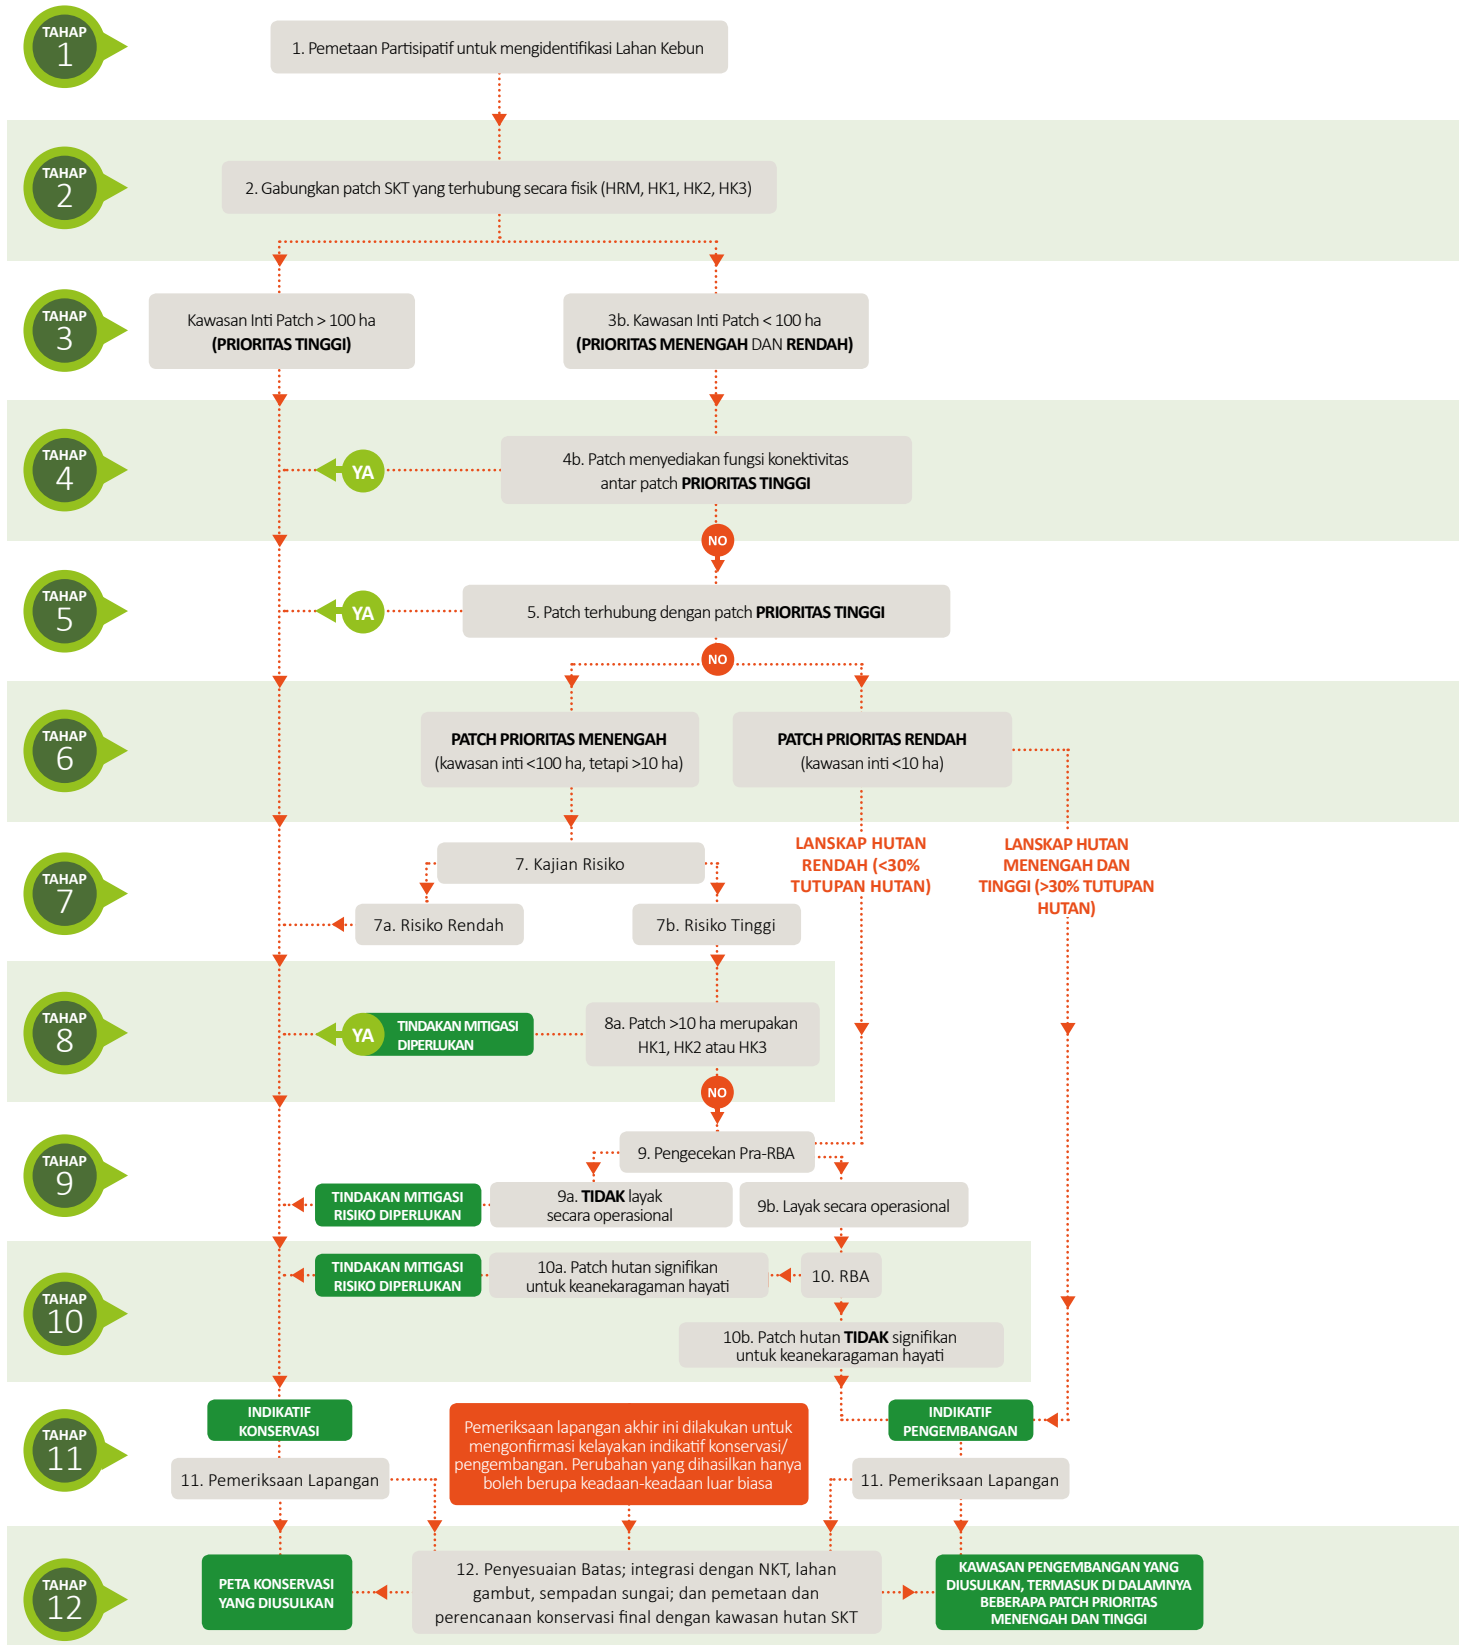 TAHAP
1
1. Pemetaan Partisipatif untuk mengidentifikasi Lahan Kebun
TAHAP
2
2. Gabungkan patch SKT yang terhubung secara fisik (HRM, HK1, HK2, HK3)
TAHAP
3
Kawasan Inti Patch > 100 ha
(PRIORITAS TINGGI)
3b. Kawasan Inti Patch < 100 ha
(PRIORITAS MENENGAH DAN RENDAH)
TAHAP
4
YA
4b. Patch menyediakan fungsi konektivitas
antar patch PRIORITAS TINGGI
NO
TAHAP
5
YA
5. Patch terhubung dengan patch PRIORITAS TINGGI
NO
TAHAP
6
PATCH PRIORITAS MENENGAH
(kawasan inti <100 ha, tetapi >10 ha)
PATCH PRIORITAS RENDAH
(kawasan inti <10 ha)
LANSKAP HUTAN
RENDAH (<30%
TUTUPAN HUTAN)
LANSKAP HUTAN
MENENGAH DAN
TINGGI (>30% TUTUPAN
HUTAN)
TAHAP
7
7. Kajian Risiko
7a. Risiko Rendah
7b. Risiko Tinggi
TAHAP
8
YA
TINDAKAN MITIGASI
DIPERLUKAN
8a. Patch >10 ha merupakan
HK1, HK2 atau HK3
NO
TAHAP
9
9. Pengecekan Pra-RBA
TINDAKAN MITIGASI
RISIKO DIPERLUKAN
9a. TIDAK layak
secara operasional
9b. Layak secara operasional
TAHAP
10
TINDAKAN MITIGASI
RISIKO DIPERLUKAN
10a. Patch hutan signifikan
untuk keanekaragaman hayati
10. RBA
10b. Patch hutan TIDAK signifikan
untuk keanekaragaman hayati
TAHAP
11
INDIKATIF
KONSERVASI
11. Pemeriksaan Lapangan
Pemeriksaan lapangan akhir ini dilakukan untuk
mengonfirmasi kelayakan indikatif konservasi/
pengembangan. Perubahan yang dihasilkan hanya
boleh berupa keadaan-keadaan luar biasa
INDIKATIF
PENGEMBANGAN
11. Pemeriksaan Lapangan
TAHAP
12
PETA KONSERVASI
YANG DIUSULKAN
12. Penyesuaian Batas; integrasi dengan NKT, lahan
gambut, sempadan sungai; dan pemetaan dan
perencanaan konservasi final dengan kawasan hutan SKT
KAWASAN PENGEMBANGAN YANG
DIUSULKAN, TERMASUK DI DALAMNYA
BEBERAPA PATCH PRIORITAS
MENENGAH DAN TINGGI